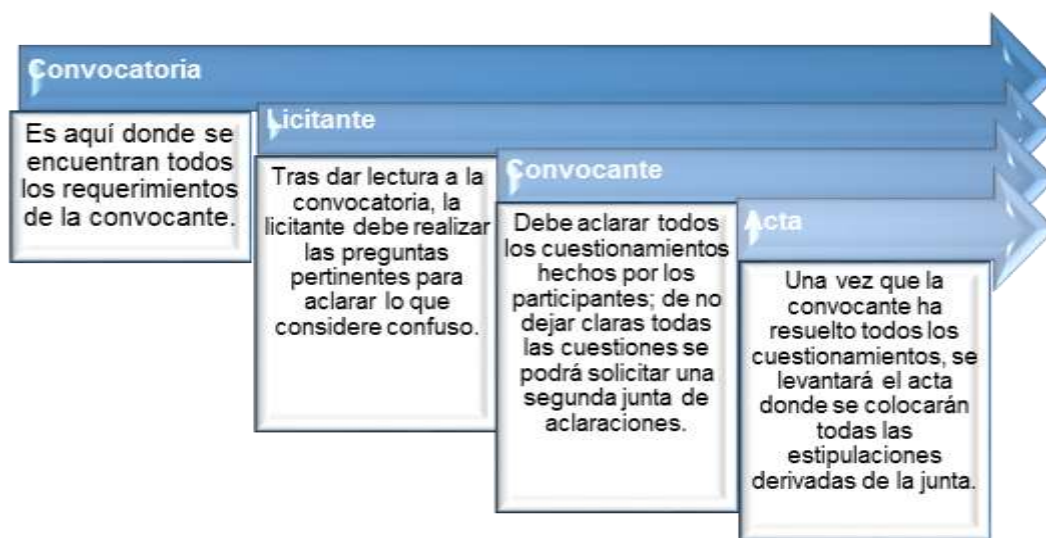 Convocatoria
Es aquí donde se
encuentran todos
los requerimientos
de la convocante.
Licitante
Tras dar lectura a la
convocatoria, la
licitante debe realizar
las preguntas
pertinentes para
aclarar lo que
considere confuso.
Convocante
Debe aclarar todos
los cuestionamientos
hechos por los
participantes; de no
dejar claras todas
las cuestiones se
podrá solicitar una
segunda junta de
aclaraciones.
Acta
Una vez que la
convocante ha
resuelto todos los
cuestionamientos, se
levantará el acta
donde se colocarán
todas las
estipulaciones
derivadas de la junta.